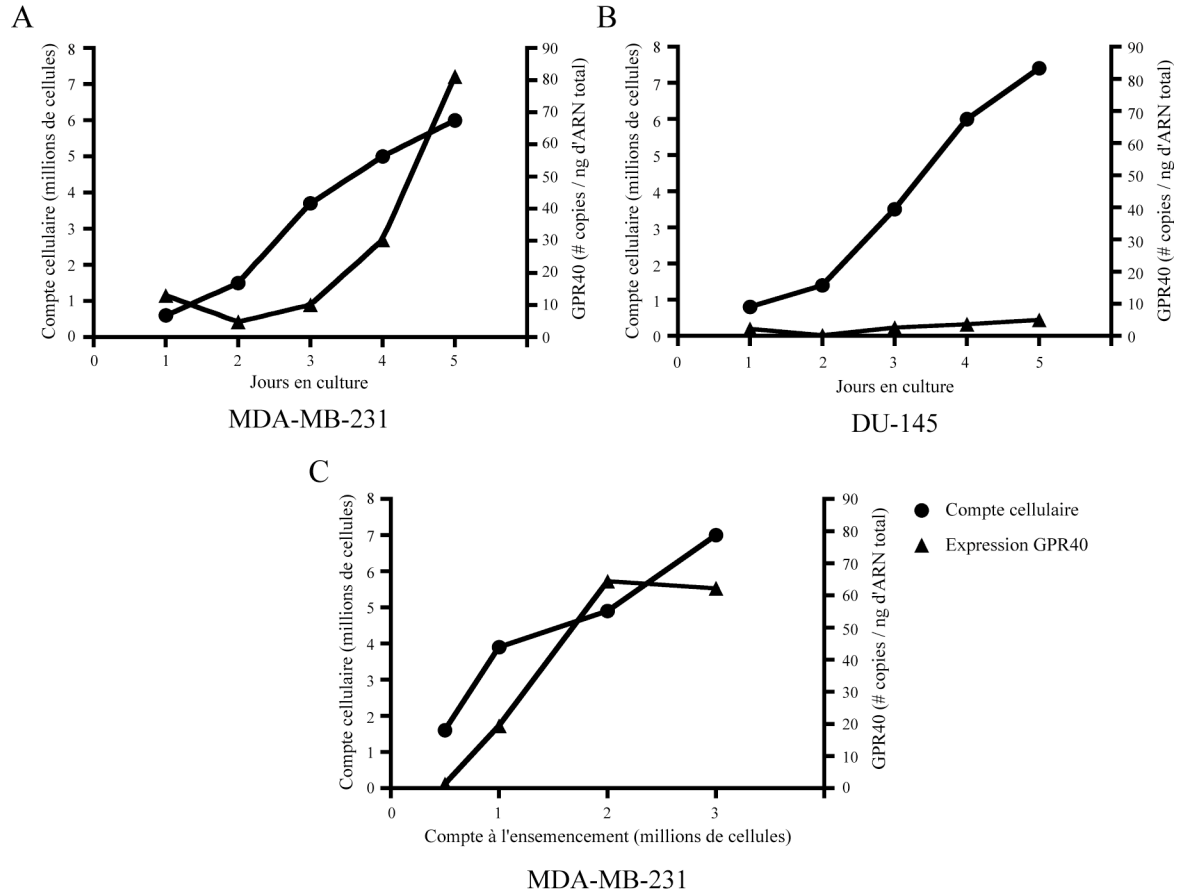 A
Compte cellulaire (millions de cellules)
8
7
6
5
4
3
2
1
0
90
80
70
60
50
40
30
20
10
0
GPR40 (# copies / ng d'ARN total)
0 1 2 3 4 5
Jours en culture
MDA-MB-231
B
Compte cellulaire (millions de cellules)
8
7
6
5
4
3
2
1
0
90
80
70
60
50
40
30
20
10
0
GPR40 (# copies / ng d'ARN total)
0 1 2 3 4 5
Jours en culture
DU-145
C
Compte cellulaire (millions de cellules)
8
7
6
5
4
3
2
1
0
90
80
70
60
50
40
30
20
10
0
GPR40 (# copies / ng d'ARN total)
0 1 2 3
Compte à l'ensemencement (millions de cellules)
MDA-MB-231
Compte cellulaire
Expression GPR40